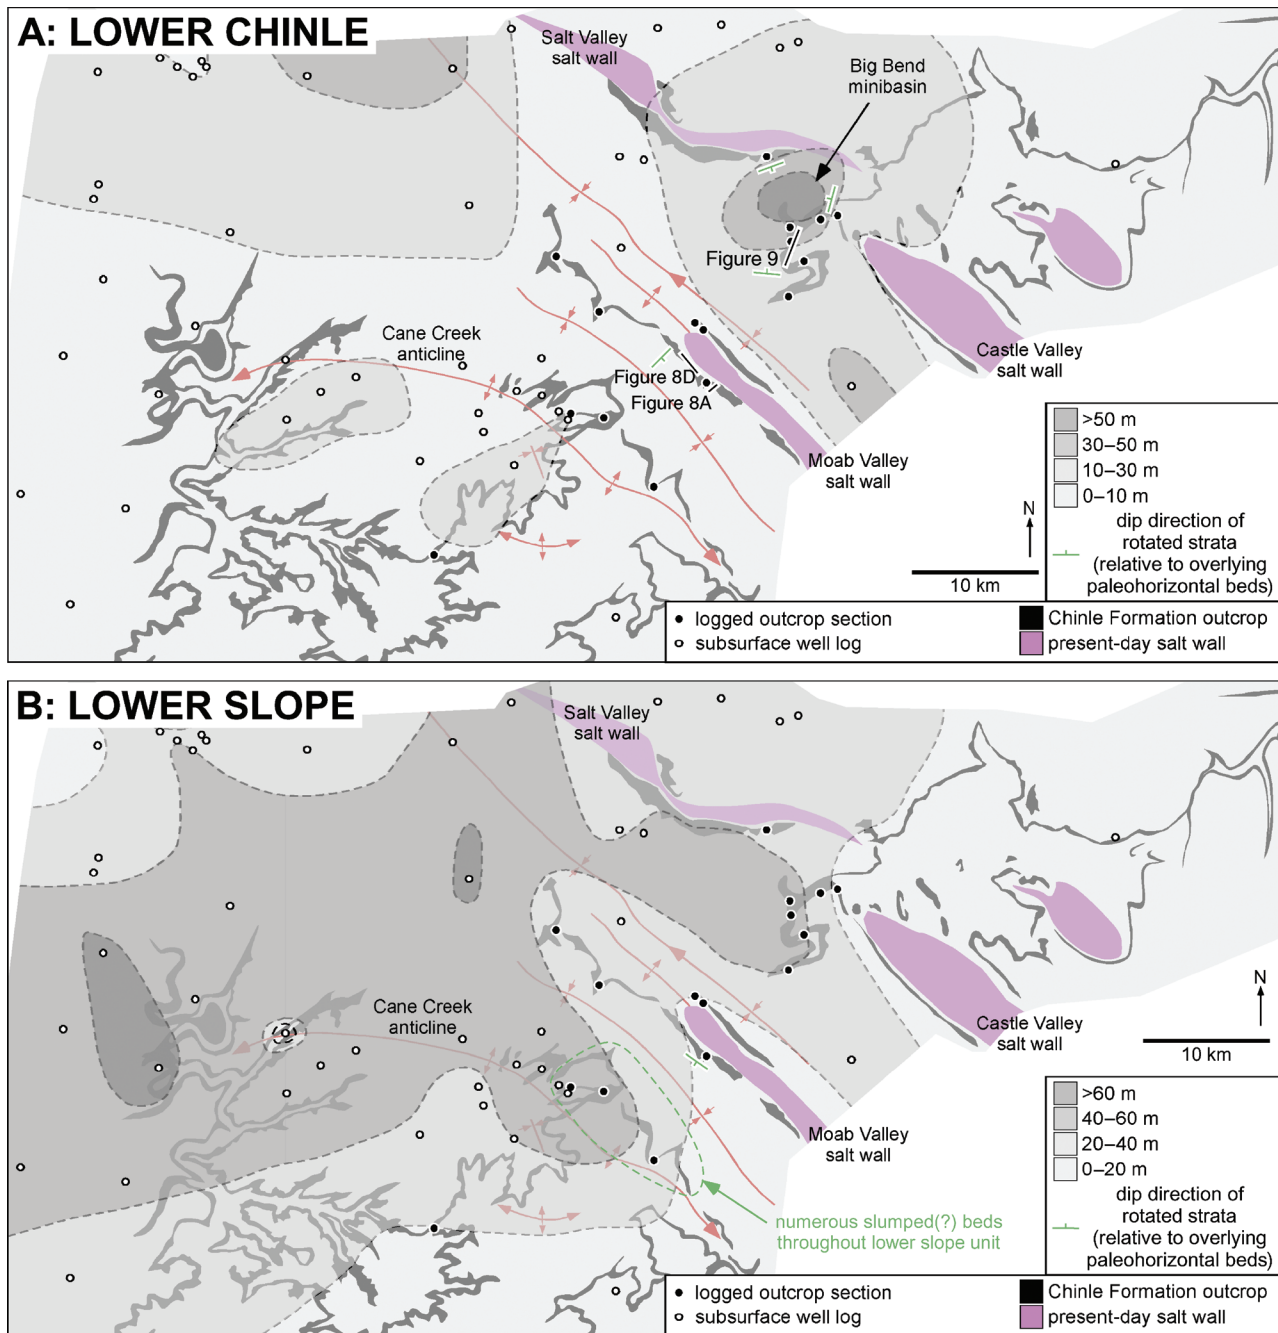 A: LOWER CHINLE
Salt Valley
salt wall
Big Bend
minibasin
Figure 9
Cane Creek
anticline
Figure 8D
Figure 8A
Castle Valley
salt wall
Moab Valley
salt wall
N
10 km
>50 m
30–50 m
10–30 m
0–10 m
dip direction of
rotated strata
(relative to overlying
paleohorizontal beds)
logged outcrop section
subsurface well log
Chinle Formation outcrop
present-day salt wall
B: LOWER SLOPE
Salt Valley
salt wall
Cane Creek
anticline
Castle Valley
salt wall
Moab Valley
salt wall
N
10 km
numerous slumped(?) beds
throughout lower slope unit
>60 m
40–60 m
20–40 m
0–20 m
dip direction of
rotated strata
(relative to overlying
paleohorizontal beds)
logged outcrop section
subsurface well log
Chinle Formation outcrop
present-day salt wall